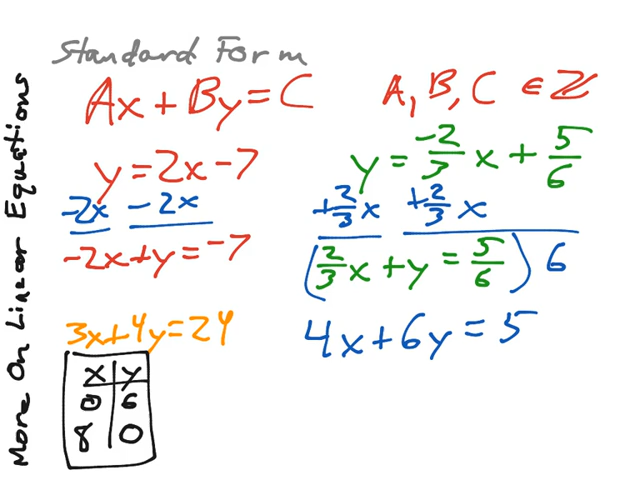 More On Linear Equations
Standard Form
Ax + By = C
A, B, C ∈ ℤ
y = 2x - 7
-2x -2x
-2x + y = -7
y = -2/3 x + 5/6
+2/3 x +2/3 x
(2/3 x + y = 5/6) 6
4x + 6y = 5
3x + 4y = 24
x | y
0 | 6
8 | 0